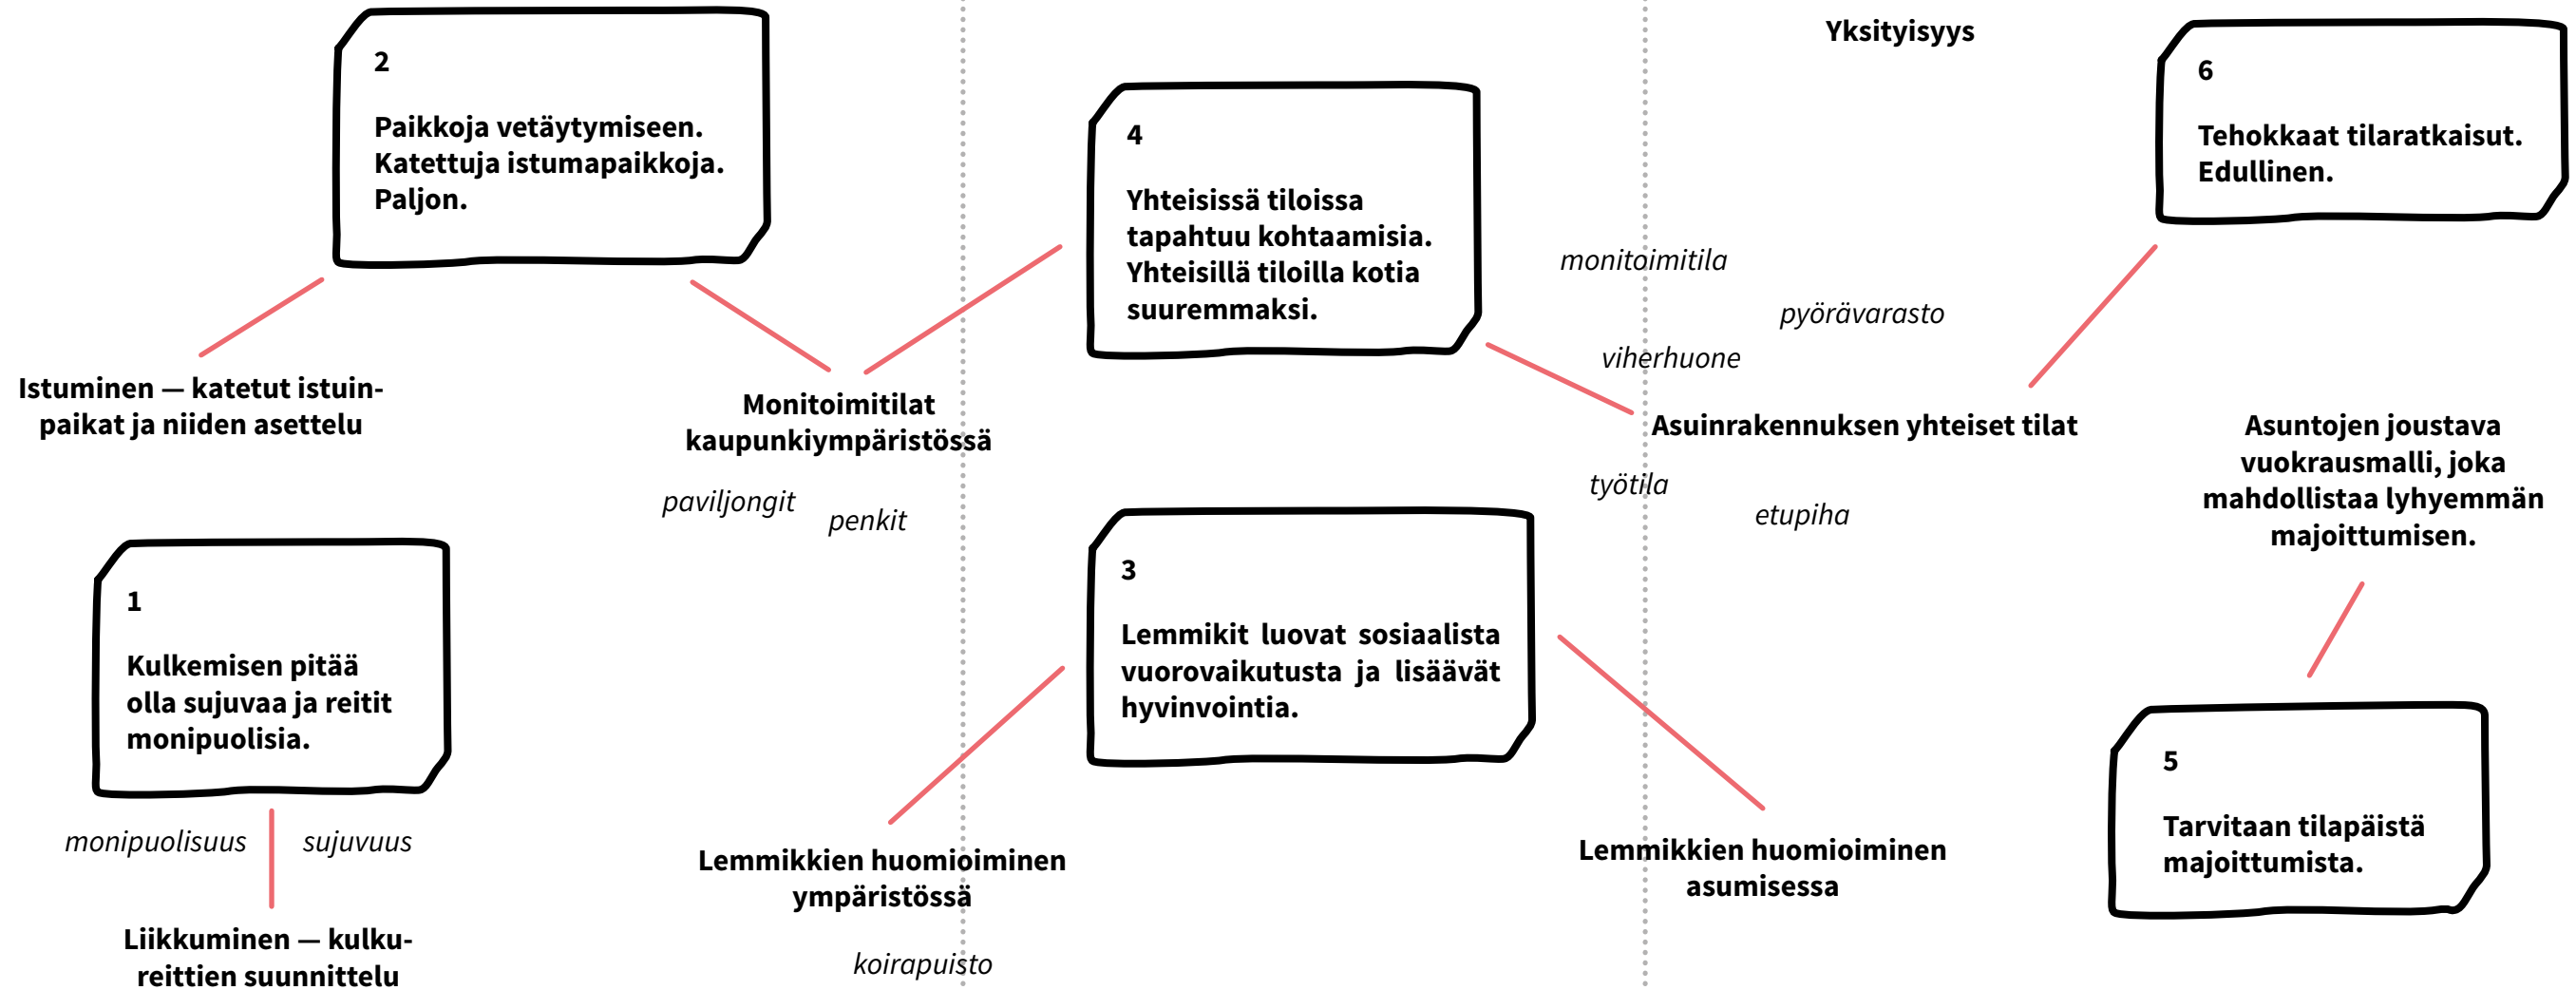 2
Paikkoja vetäytymiseen.
Katettuja istumapaikkoja.
Paljon.
Istuminen — katetut istuin-
paikat ja niiden asettelu
Monitoimitilat
kaupunkiympäristössä
paviljongit
penkit
1
Kulkemisen pitää
olla sujuvaa ja reitit
monipuolisia.
monipuolisuus
sujuvuus
Liikkuminen — kulku-
reittien suunnittelu
4
Yhteisissä tiloissa
tapahtuu kohtaamisia.
Yhteisillä tiloilla kotia
suuremmaksi.
3
Lemmikit luovat sosiaalista
vuorovaikutusta ja lisäävät
hyvinvointia.
Lemmikkien huomioiminen
ympäristössä
koirapuisto
Yksityisyys
monitoimitila
pyörävarasto
viherhuone
Asuinrakennuksen yhteiset tilat
työtila
etupiha
Lemmikkien huomioiminen
asumisessa
6
Tehokkaat tilaratkaisut.
Edullinen.
Asuntojen joustava
vuokrausmalli, joka
mahdollistaa lyhyemmän
majoittumisen.
5
Tarvitaan tilapäistä
majoittumista.